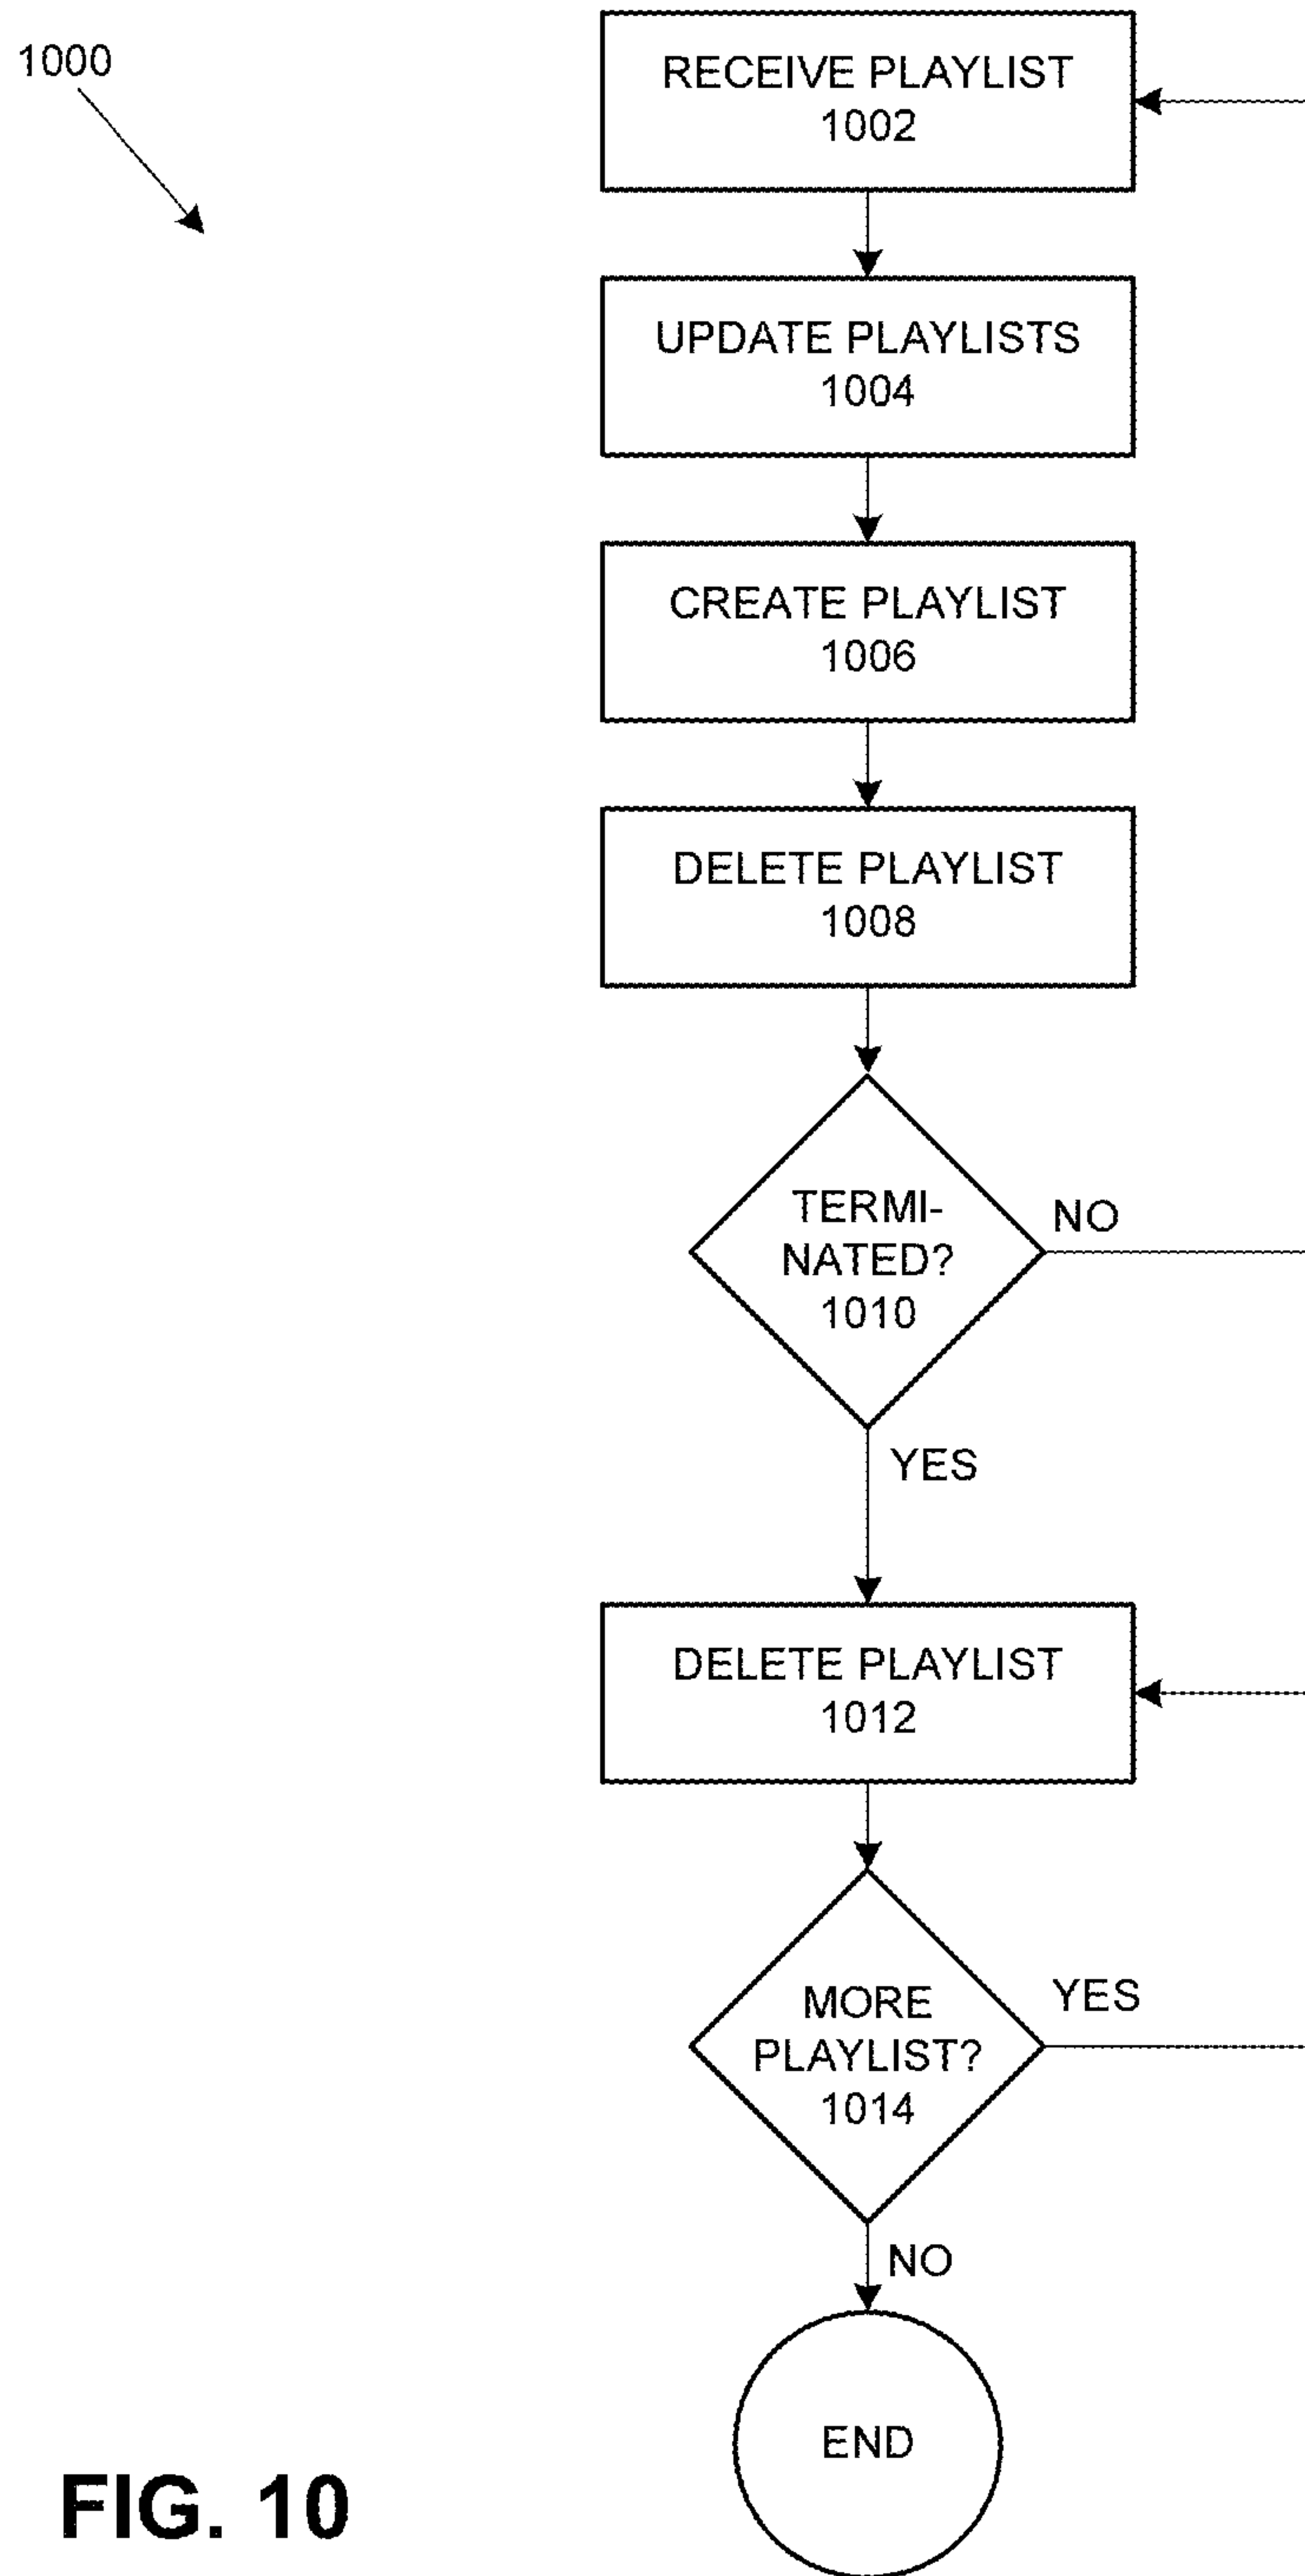 1000
RECEIVE PLAYLIST
1002
UPDATE PLAYLISTS
1004
CREATE PLAYLIST
1006
DELETE PLAYLIST
1008
TERMI-
NATED?
1010
NO
YES
DELETE PLAYLIST
1012
MORE
PLAYLIST?
1014
YES
NO
END
FIG. 10